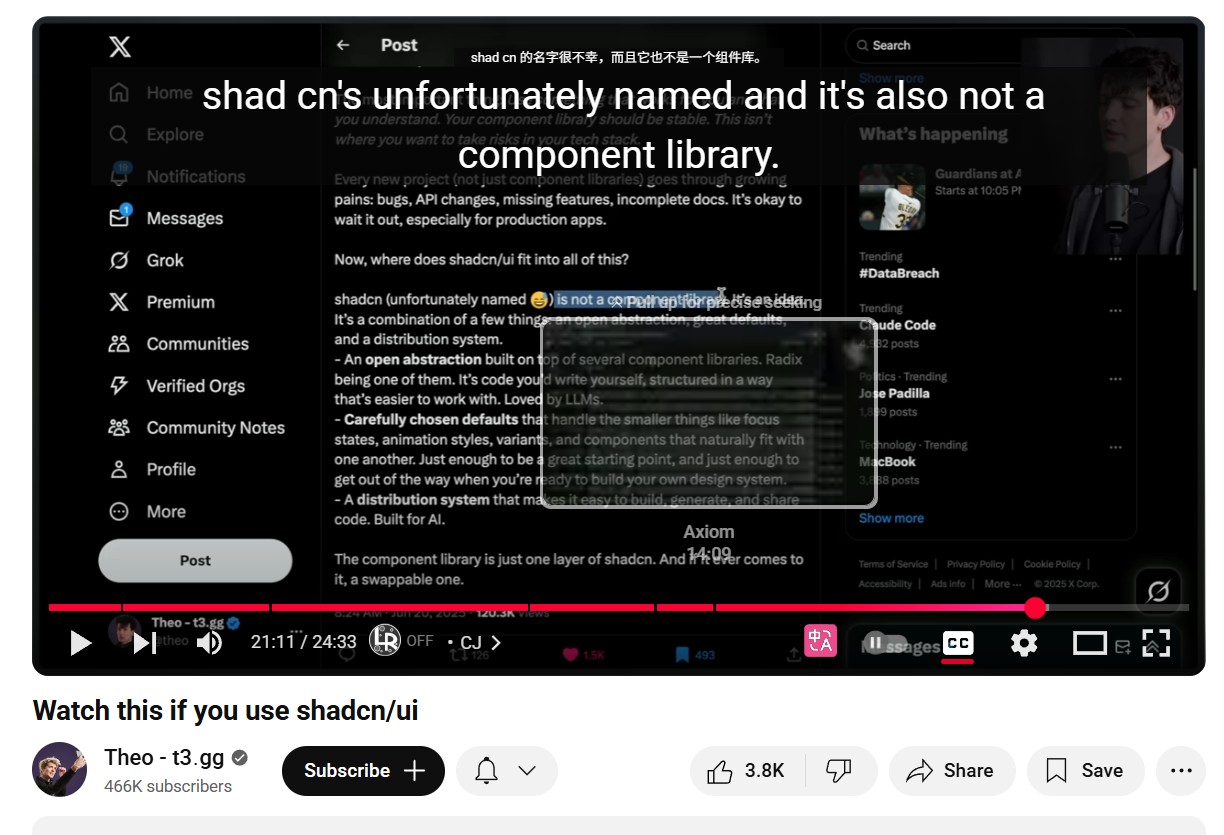 Post
Search
shad cn 的名字很不幸，而且它也不是一个组件库。
shad cn's unfortunately named and it's also not a
component library.
Home
Explore
19
Notifications
1
Messages
Grok
Premium
Communities
Verified Orgs
Community Notes
Profile
More
Post
Theo - t3.gg
@theo
you understand. Your component library should be stable. This isn't
where you want to take risks in your tech stack.
Every new project (not just component libraries) goes through growing
pains: bugs, API changes, missing features, incomplete docs. It's okay to
wait it out, especially for production apps.
Now, where does shadcn/ui fit into all of this?
shadcn (unfortunately named 😅) is not a component library. It's an idea.
It's a combination of a few things: an open abstraction, great defaults,
and a distribution system.
- An open abstraction built on top of several component libraries. Radix
being one of them. It's code you'd write yourself, structured in a way
that's easier to work with. Loved by LLMs.
- Carefully chosen defaults that handle the smaller things like focus
states, animation styles, variants, and components that naturally fit with
one another. Just enough to be a great starting point, and just enough to
get out of the way when you're ready to build your own design system.
- A distribution system that makes it easy to build, generate, and share
code. Built for AI.
The component library is just one layer of shadcn. And if it ever comes to
it, a swappable one.
8:24 AM · Jun 20, 2025 · 120.3K Views
126
1.5K
493
Pull up for precise seeking
Axiom
14:09
Show more
What's happening
Guardians at A
Starts at 10:05 PM
Trending
#DataBreach
Trending
Claude Code
Politics · Trending
Jose Padilla
Technology · Trending
MacBook
Show more
Terms of Service | Privacy Policy | Cookie Policy |
Accessibility | Ads info | More ··· © 2025 X Corp.
Messages
21:11 / 24:33
LR
OFF
• CJ
中A
CC
Watch this if you use shadcn/ui
Theo - t3.gg
466K subscribers
Subscribe
3.8K
Share
Save